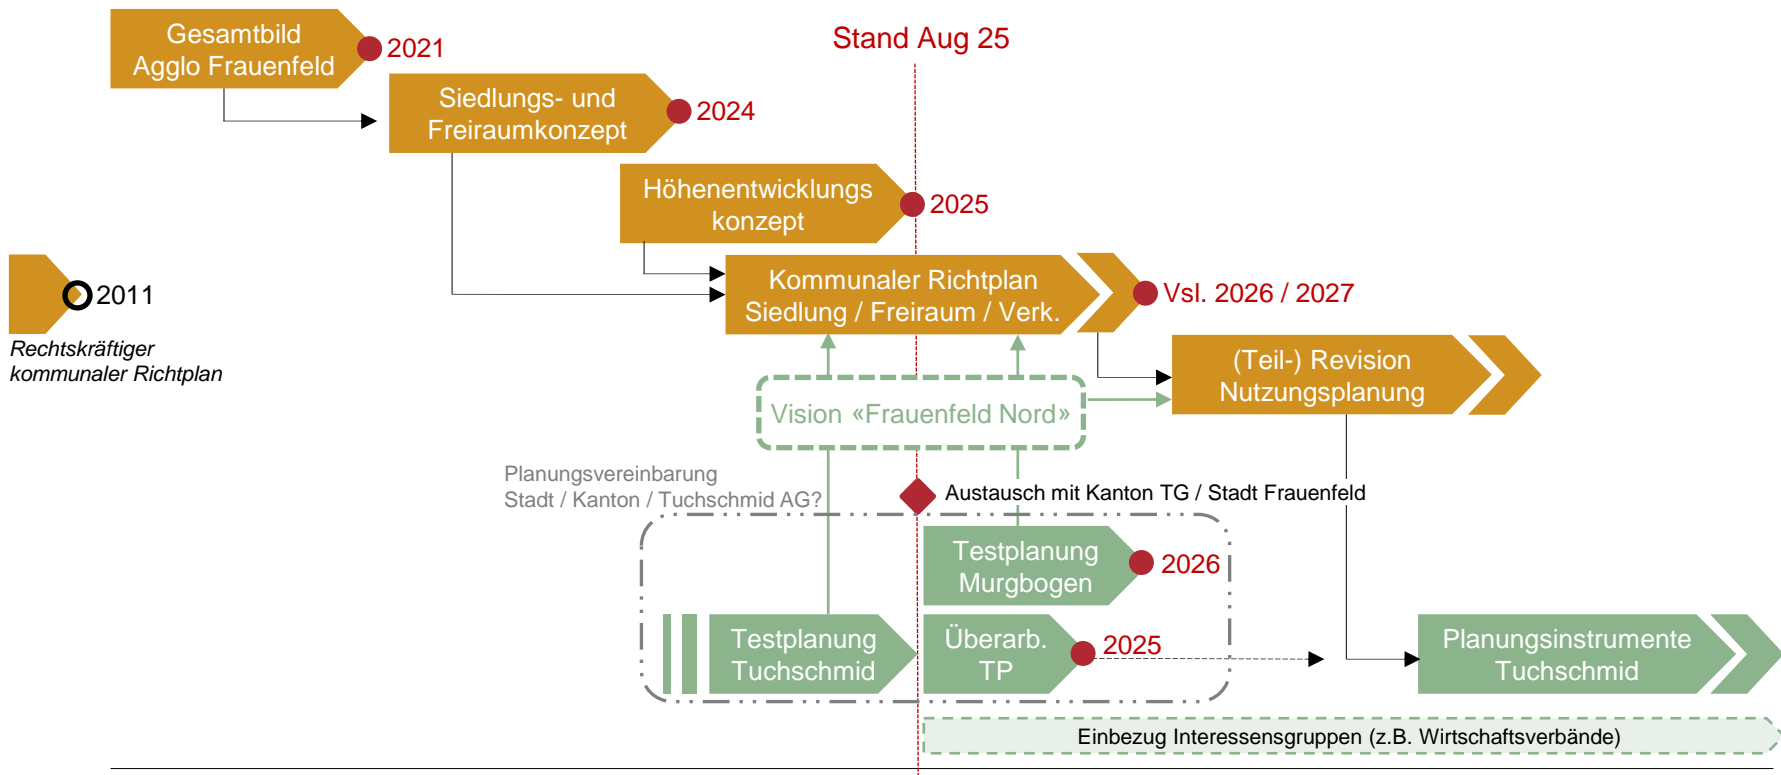 Gesamtbild
Agglo Frauenfeld
2021
Stand Aug 25
Siedlungs- und
Freiraumkonzept
2024
Höhenentwicklungs
konzept
2025
2011
Rechtskräftiger
kommunaler Richtplan
Kommunaler Richtplan
Siedlung / Freiraum / Verk.
Vsl. 2026 / 2027
(Teil-) Revision
Nutzungsplanung
Vision «Frauenfeld Nord»
Planungsvereinbarung
Stadt / Kanton / Tuchschmid AG?
Austausch mit Kanton TG / Stadt Frauenfeld
Testplanung
Murgbogen
2026
Testplanung
Tuchschmid
Überarb.
TP
2025
Planungsinstrumente
Tuchschmid
Einbezug Interessensgruppen (z.B. Wirtschaftsverbände)